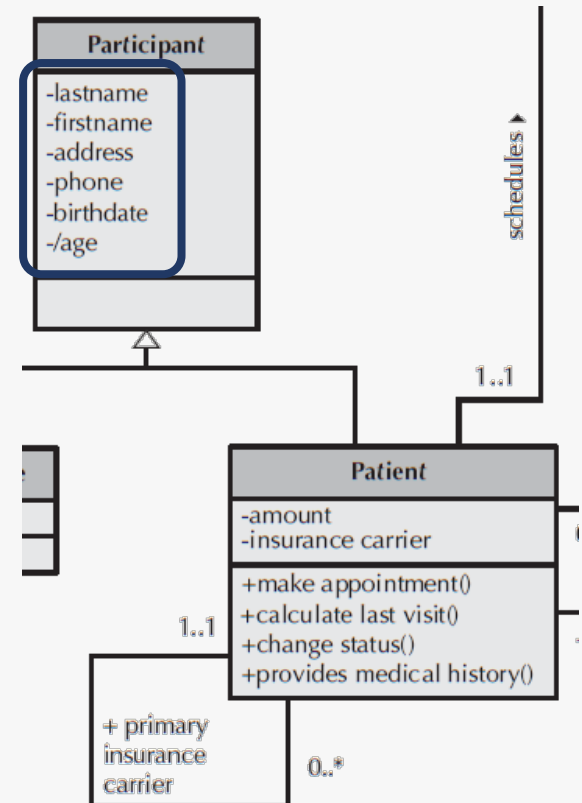 Participant
-lastname
-firstname
-address
-phone
-birthdate
-/age
schedules
1..1
Patient
-amount
-insurance carrier
+make appointment()
+calculate last visit()
+change status()
+provides medical history()
1..1
+ primary
insurance
carrier
0..*